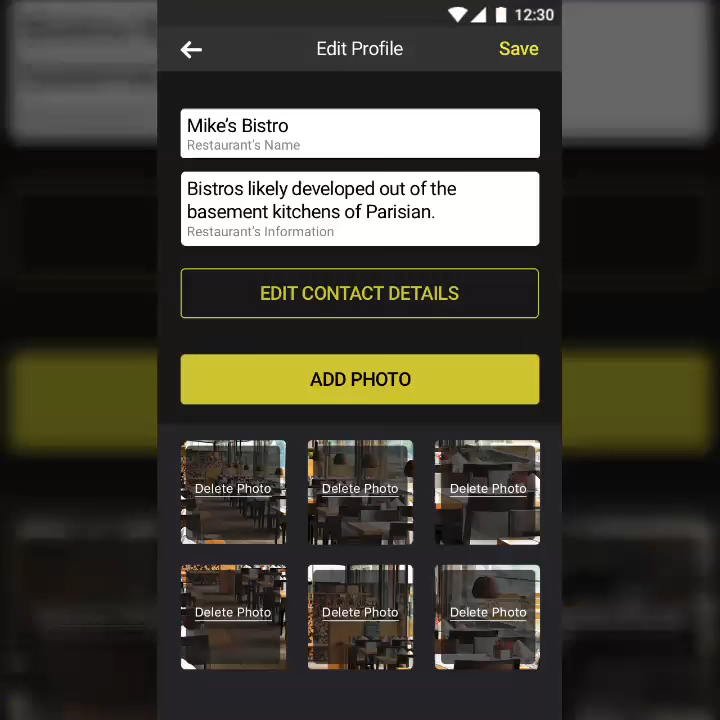 12:30
Edit Profile
Save
Mike's Bistro
Restaurant's Name
Bistros likely developed out of the
basement kitchens of Parisian.
Restaurant's Information
EDIT CONTACT DETAILS
ADD PHOTO
Delete Photo
Delete Photo
Delete Photo
Delete Photo
Delete Photo
Delete Photo